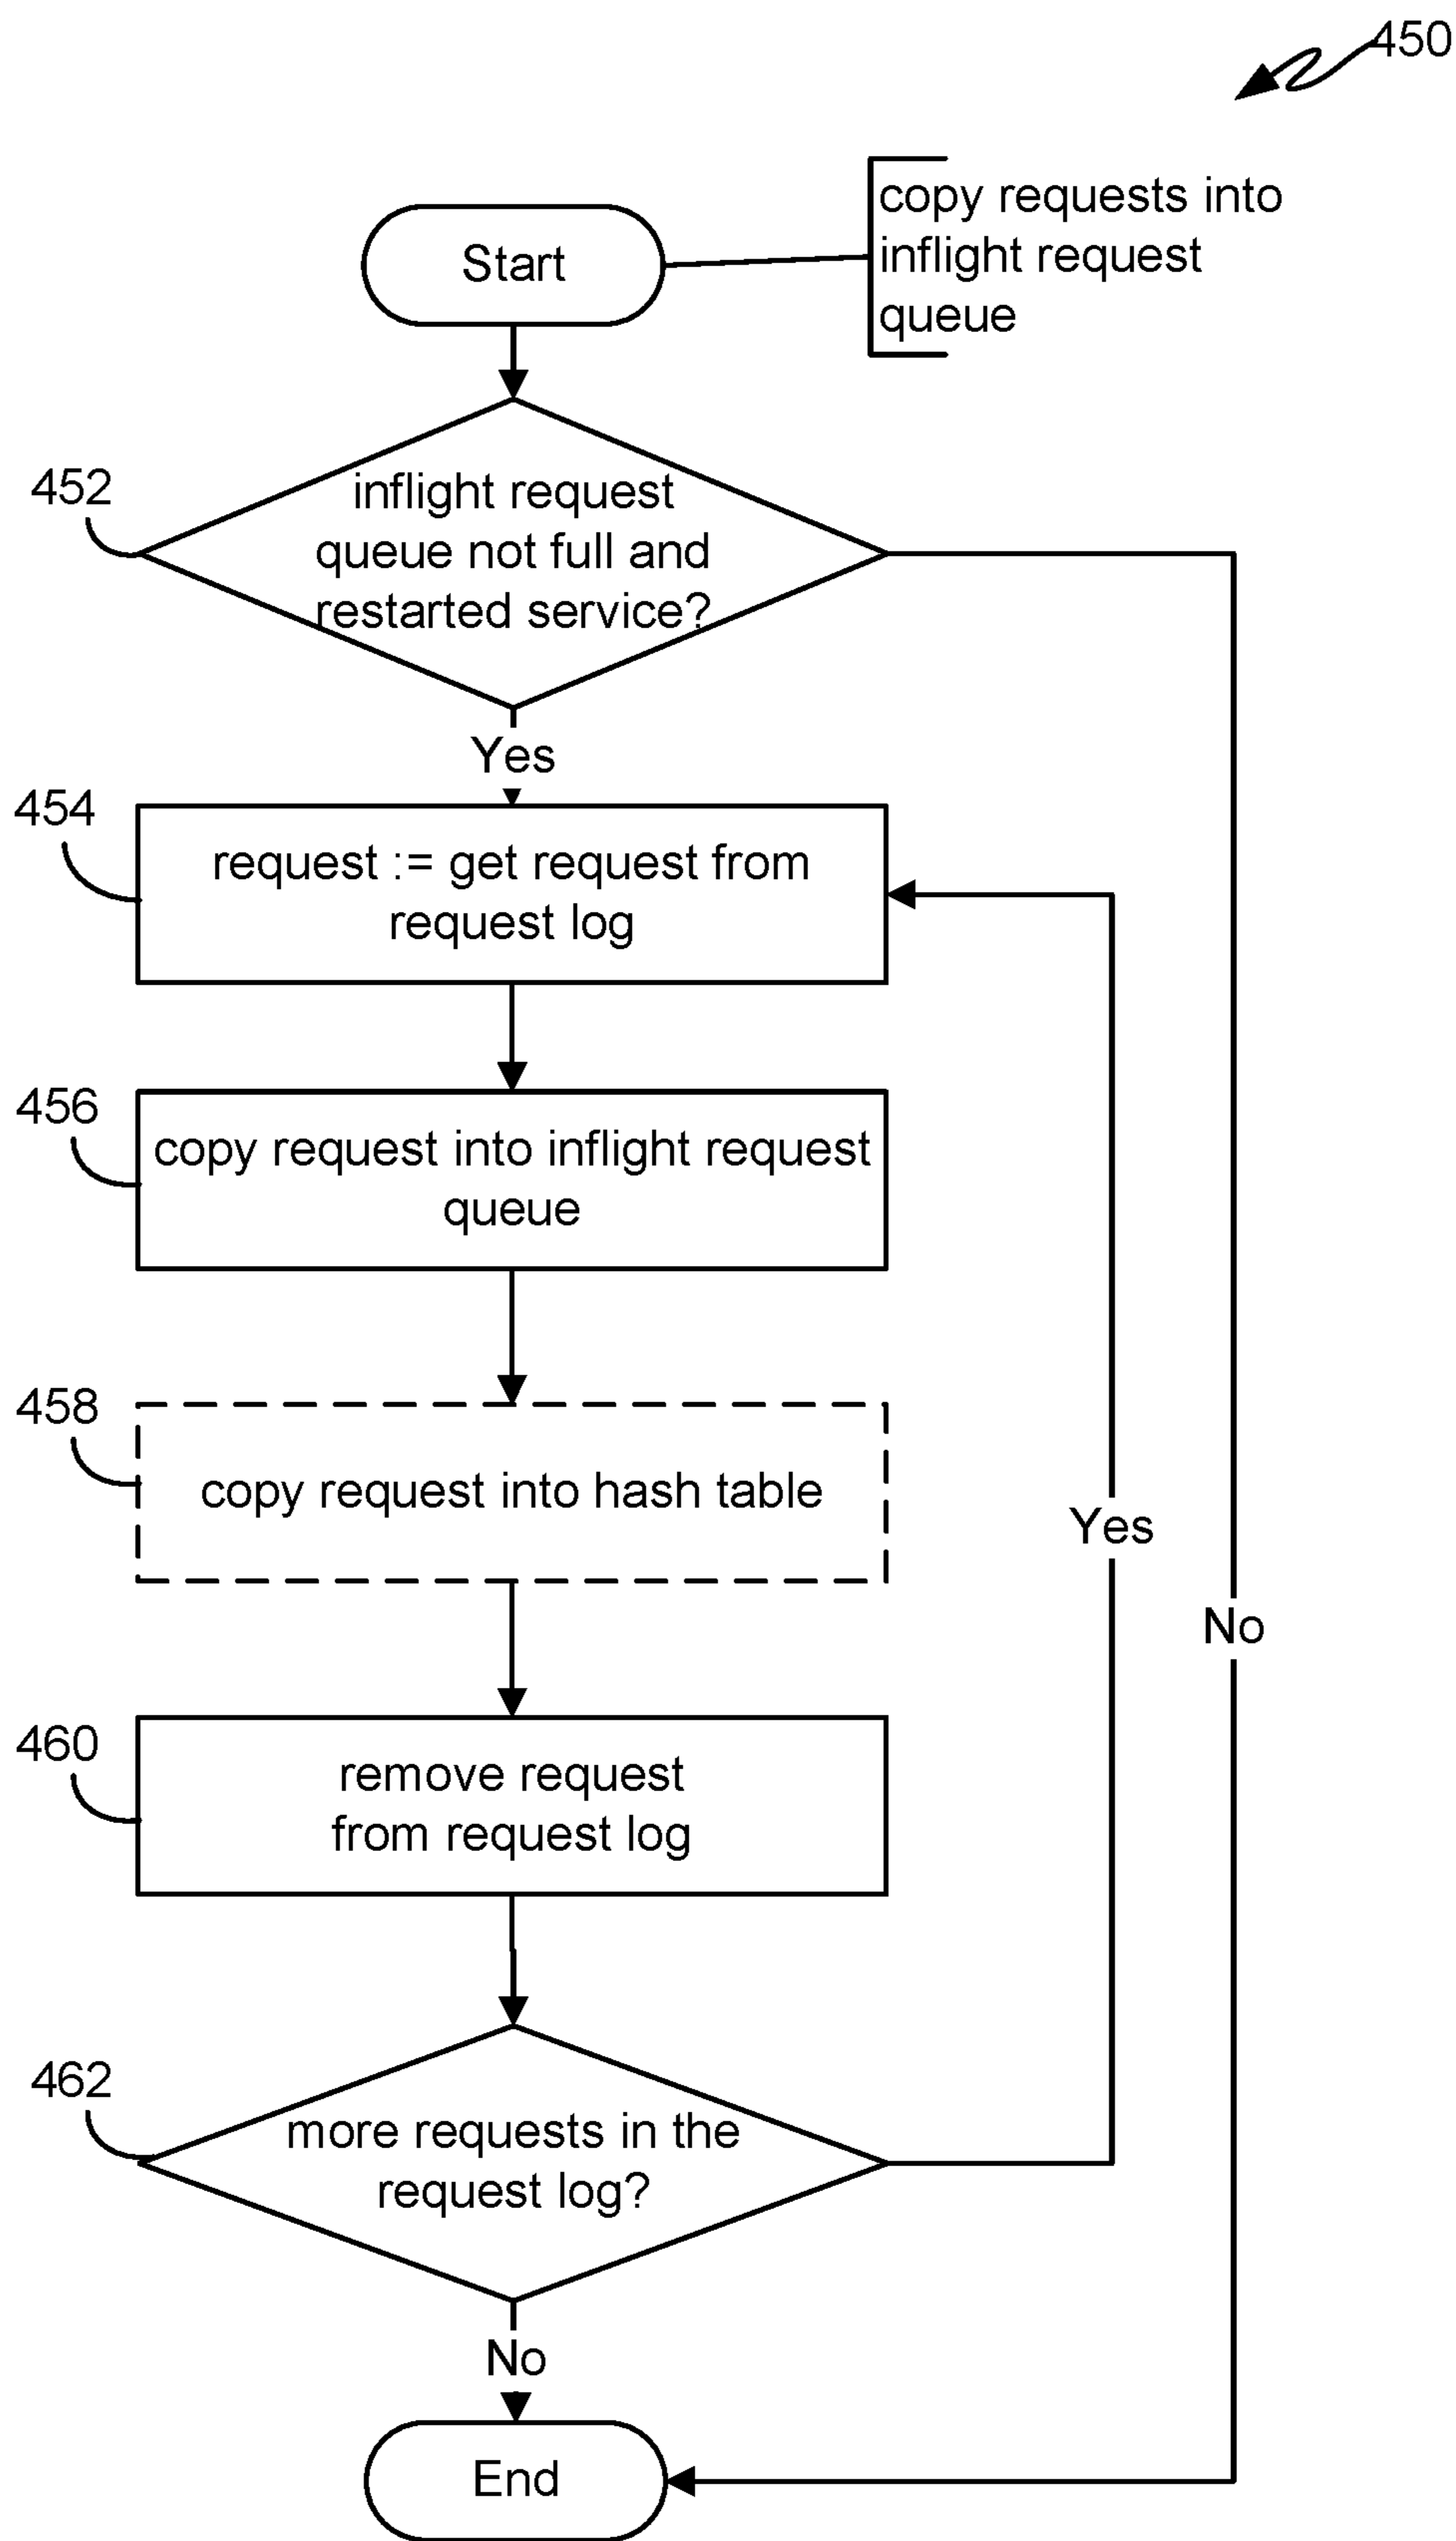 450
Start
copy requests into
inflight request
queue
452
inflight request
queue not full and
restarted service?
Yes
454
request := get request from
request log
456
copy request into inflight request
queue
458
copy request into hash table
Yes
No
460
remove request
from request log
462
more requests in the
request log?
No
End